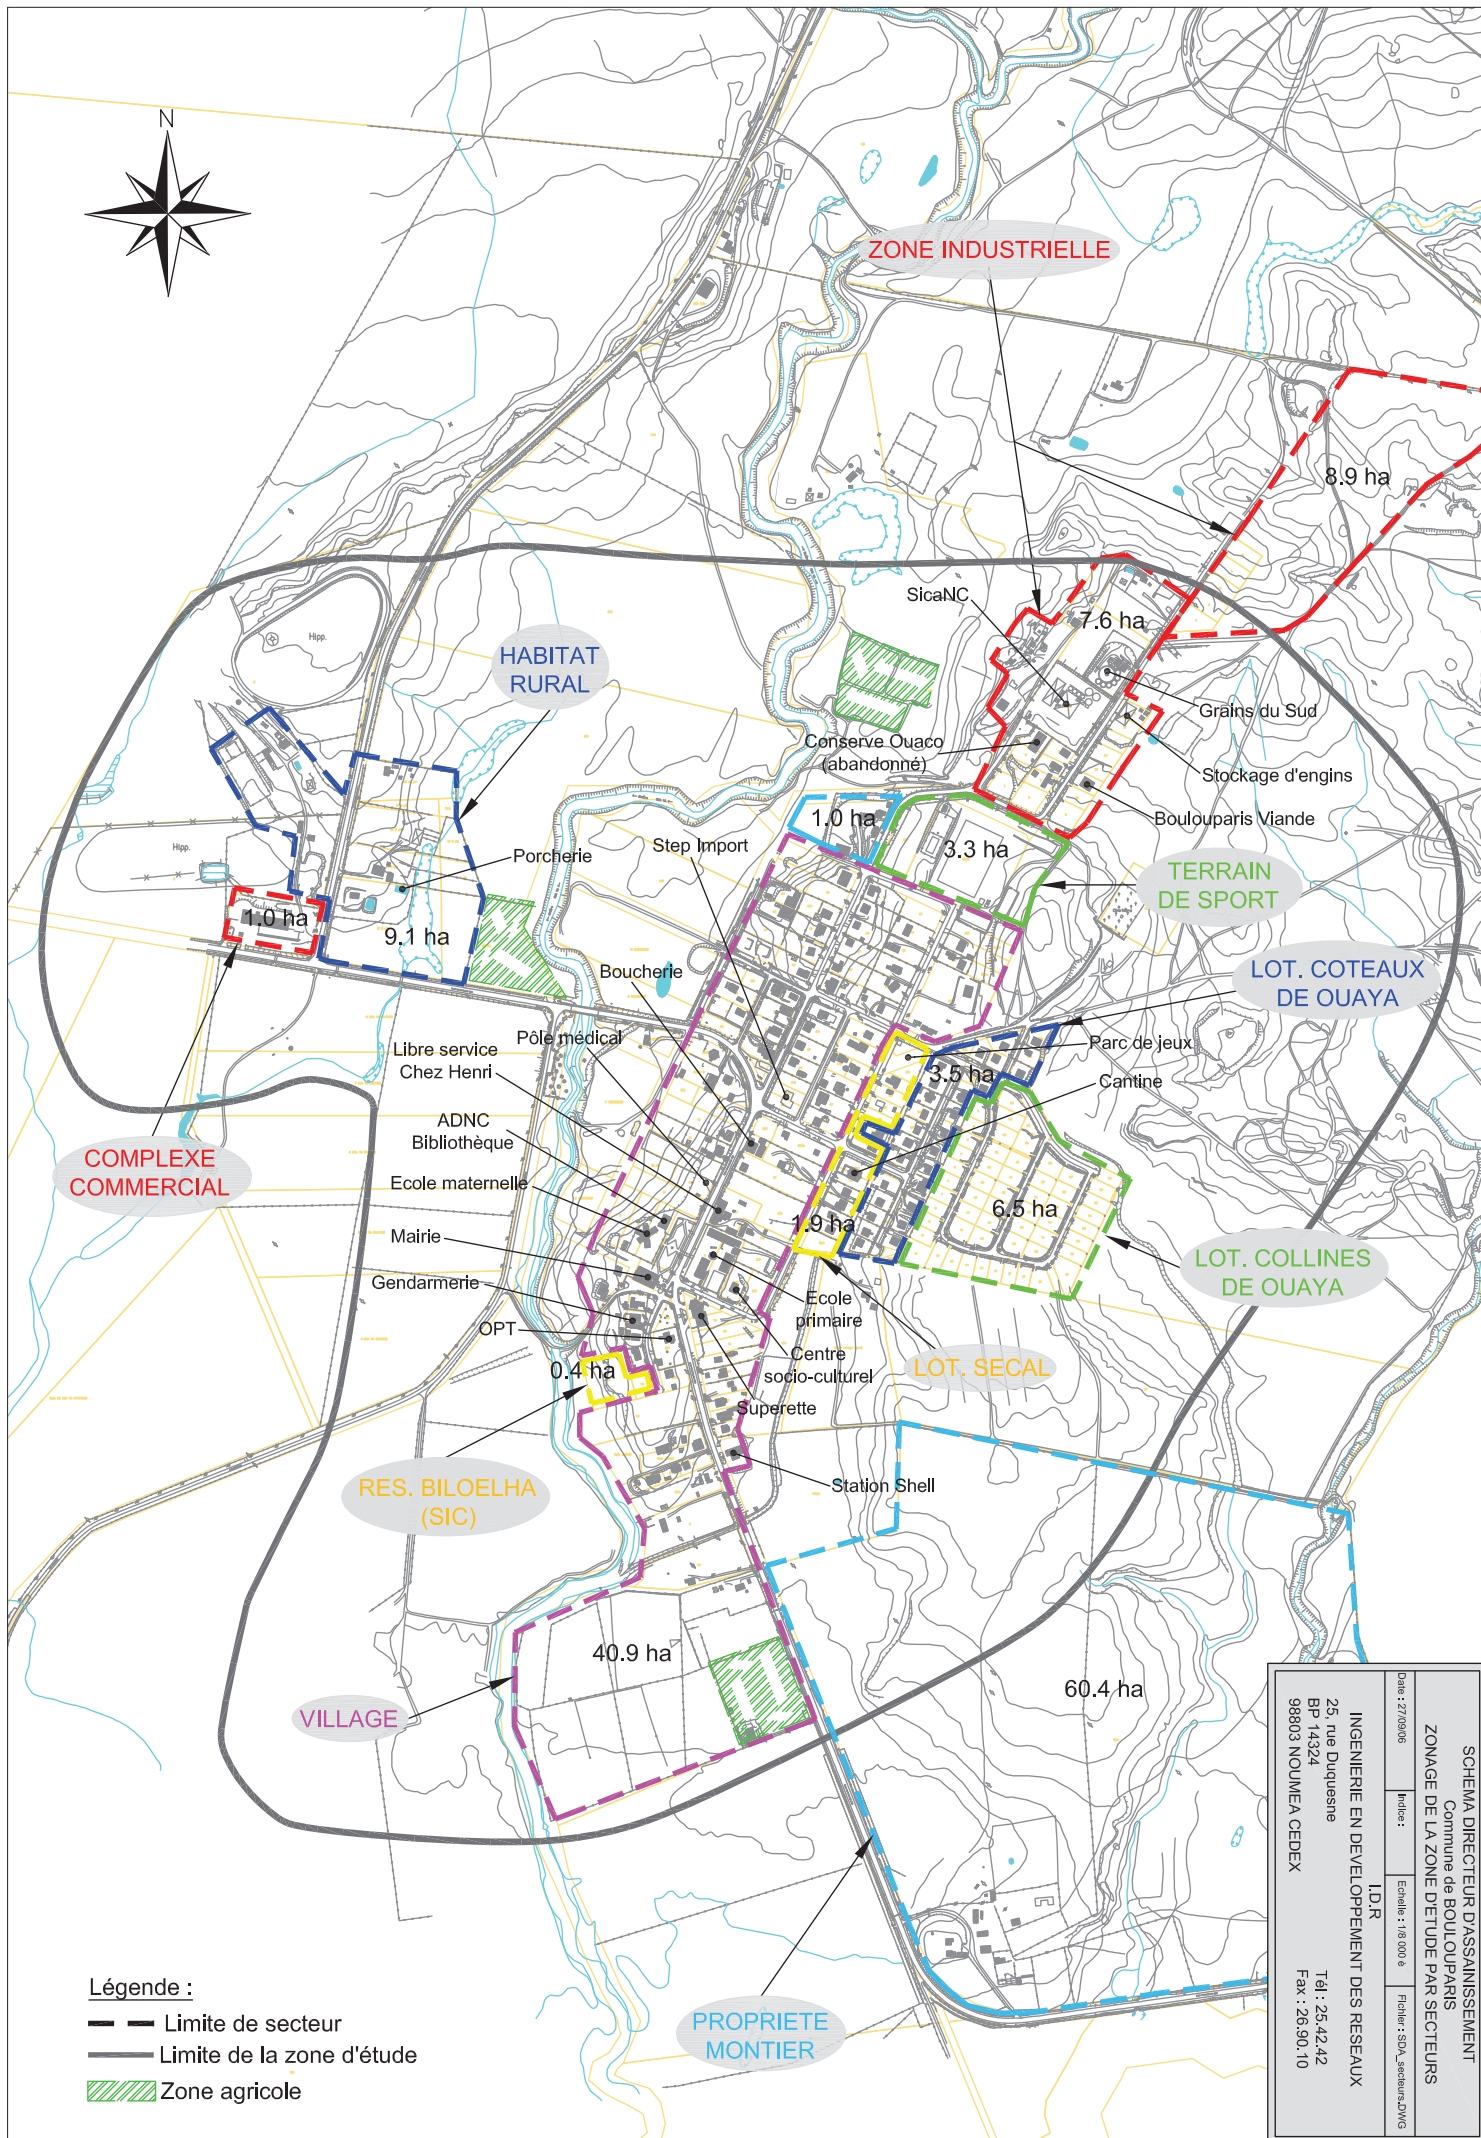 N
ZONE INDUSTRIELLE
8.9 ha
SicaNC
7.6 ha
Hipp.
HABITAT
RURAL
Grains du Sud
Conserve Ouaco
(abandonné)
Stockage d'engins
1.0 ha
Boulouparis Viande
Step Import
3.3 ha
Hipp.
Porcherie
TERRAIN
DE SPORT
1.0 ha
9.1 ha
Boucherie
LOT. COTEAUX
DE OUAYA
Pôle médical
Libre service
Chez Henri
Parc de jeux
3.5 ha
Cantine
ADNC
Bibliothèque
COMPLEXE
COMMERCIAL
Ecole maternelle
6.5 ha
1.9 ha
Mairie
LOT. COLLINES
DE OUAYA
Gendarmerie
Ecole
primaire
OPT
Centre
socio-culturel
0.4 ha
LOT. SECAL
Superette
RES. BILOELHA
(SIC)
Station Shell
40.9 ha
60.4 ha
VILLAGE
PROPRIETE
MONTIER
Légende :
Limite de secteur
Limite de la zone d'étude
Zone agricole
SCHEMA DIRECTEUR D'ASSAINISSEMENT
Commune de BOULOUPARIS
ZONAGE DE LA ZONE D'ETUDE PAR SECTEURS
Date : 27/09/06
Indice :
Echelle : 1/8 000 è
Fichier : SDA_secteurs.DWG
I.D.R
INGENIERIE EN DEVELOPPEMENT DES RESEAUX
25, rue Duquesne
BP 14324
98803 NOUMEA CEDEX
Tél : 25.42.42
Fax : 26.90.10